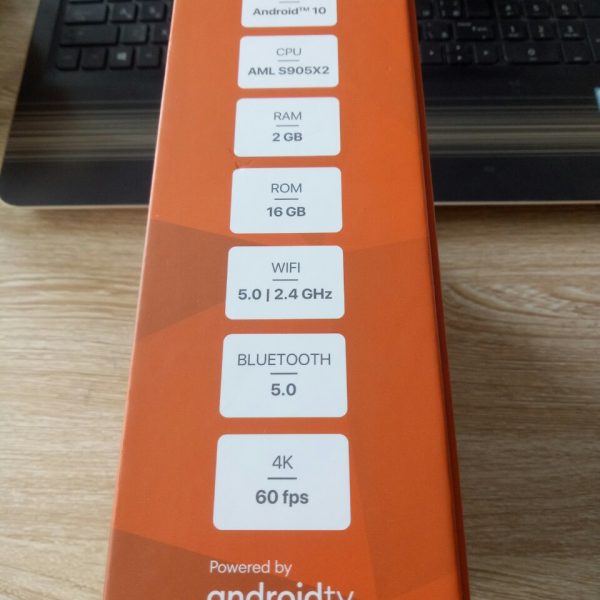 Android™ 10
CPU
AML S905X2
RAM
2 GB
ROM
16 GB
WIFI
5.0 | 2.4 GHz
BLUETOOTH
5.0
4K
60 fps
Powered by
androidtv